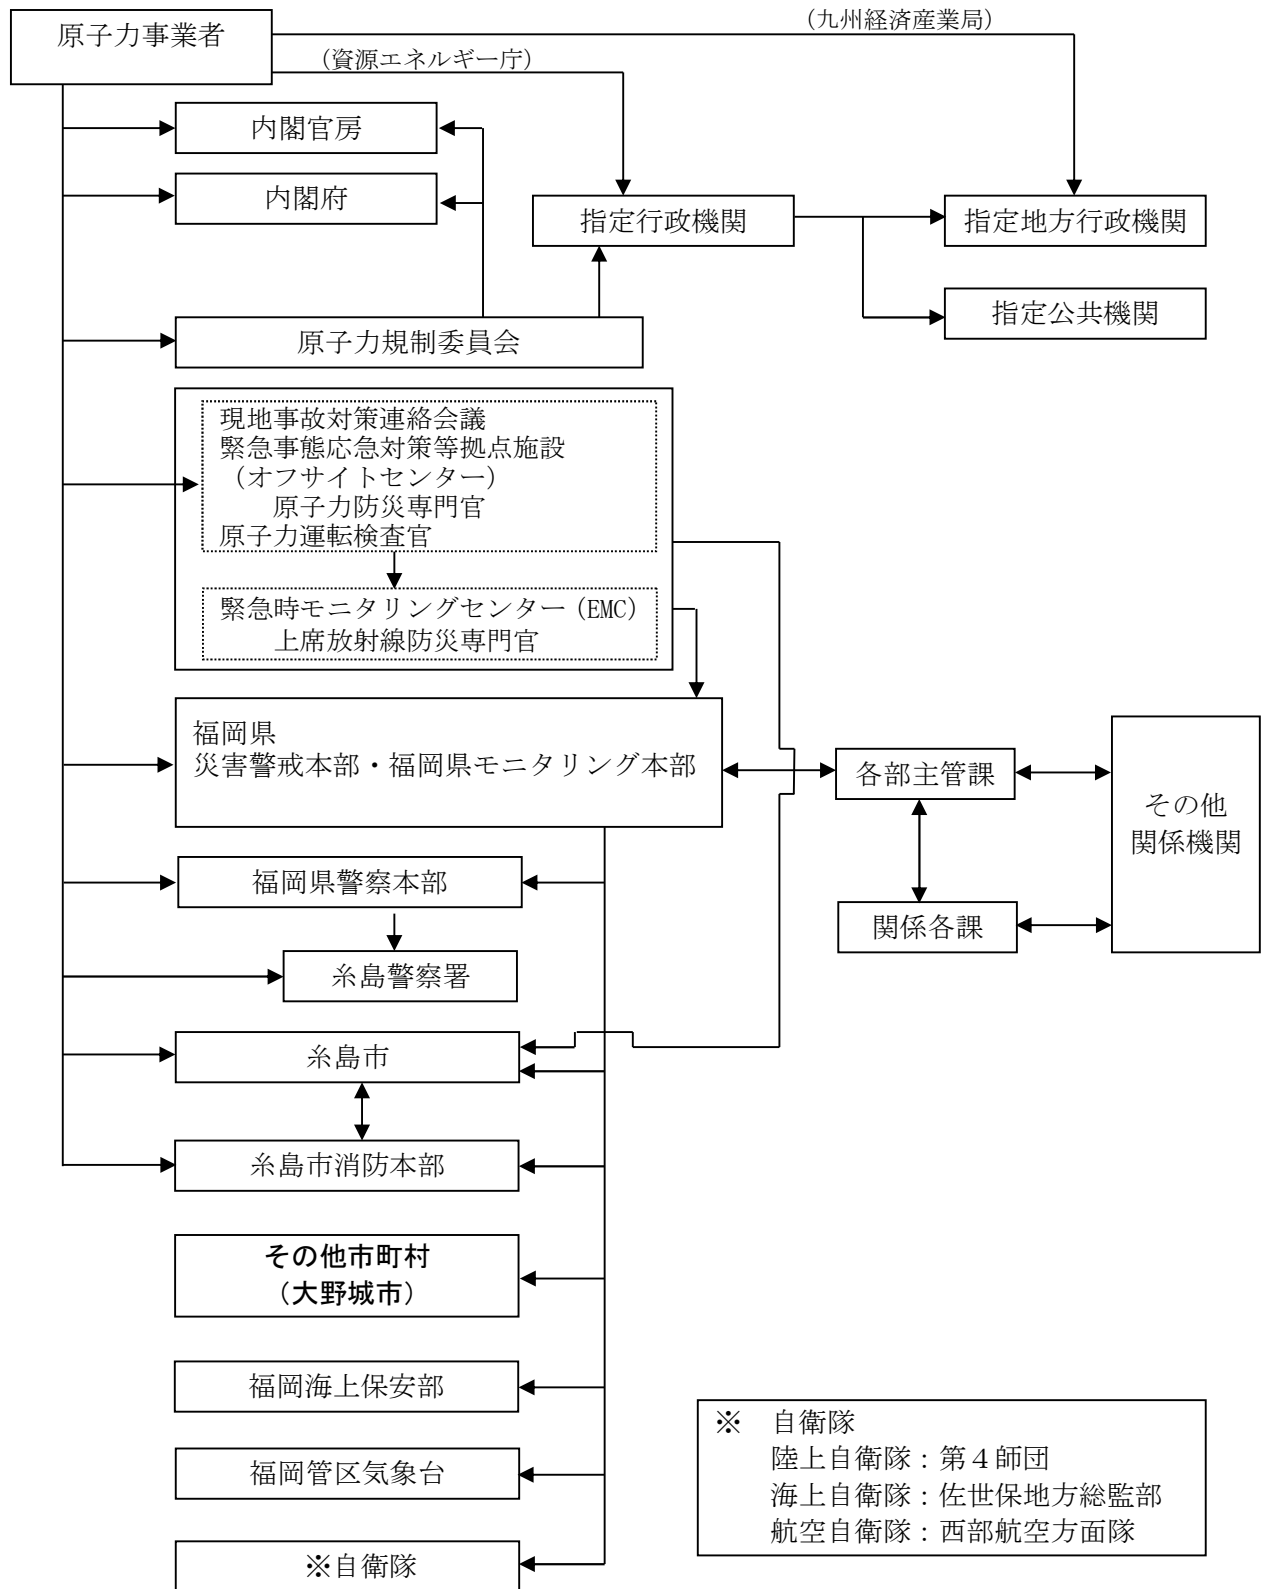 （九州経済産業局）
原子力事業者
（資源エネルギー庁）
内閣官房
内閣府
指定行政機関
指定地方行政機関
指定公共機関
原子力規制委員会
現地事故対策連絡会議
緊急事態応急対策等拠点施設
（オフサイトセンター）
原子力防災専門官
原子力運転検査官
緊急時モニタリングセンター（EMC）
上席放射線防災専門官
福岡県
災害警戒本部・福岡県モニタリング本部
各部主管課
その他
関係機関
福岡県警察本部
関係各課
糸島警察署
糸島市
糸島市消防本部
その他市町村
（大野城市）
福岡海上保安部
福岡管区気象台
※自衛隊
※　自衛隊
陸上自衛隊：第４師団
海上自衛隊：佐世保地方総監部
航空自衛隊：西部航空方面隊